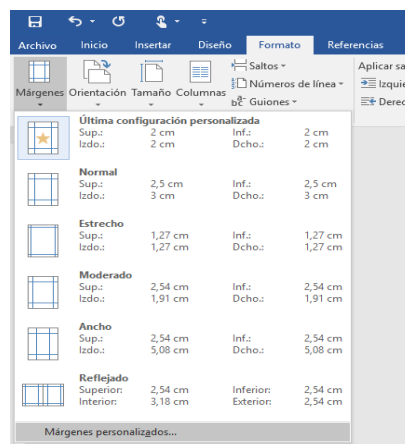 Archivo Inicio Insertar Diseño Formato Referencias
Márgenes Orientación Tamaño Columnas
Saltos
Números de línea
Guiones
Aplicar sa
Izquie
Derec
Última configuración personalizada
Sup.: 2 cm Inf.: 2 cm
Izdo.: 2 cm Dcho.: 2 cm
Normal
Sup.: 2,5 cm Inf.: 2,5 cm
Izdo.: 3 cm Dcho.: 3 cm
Estrecho
Sup.: 1,27 cm Inf.: 1,27 cm
Izdo.: 1,27 cm Dcho.: 1,27 cm
Moderado
Sup.: 2,54 cm Inf.: 2,54 cm
Izdo.: 1,91 cm Dcho.: 1,91 cm
Ancho
Sup.: 2,54 cm Inf.: 2,54 cm
Izdo.: 5,08 cm Dcho.: 5,08 cm
Reflejado
Superior: 2,54 cm Inferior: 2,54 cm
Interior: 3,18 cm Exterior: 2,54 cm
Márgenes personalizados...